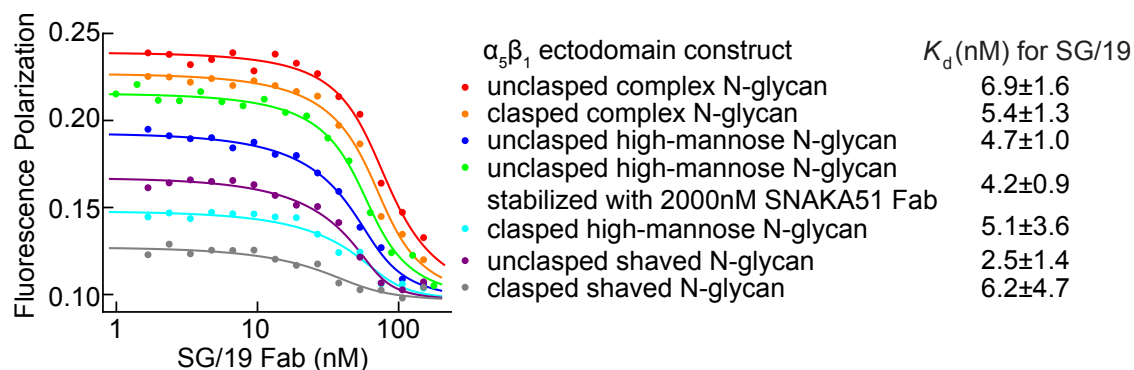 0.25
0.20
0.15
0.10
Fluorescence Polarization
1 10 100
SG/19 Fab (nM)
α5β1 ectodomain construct Kd(nM) for SG/19
unclasped complex N-glycan 6.9±1.6
clasped complex N-glycan 5.4±1.3
unclasped high-mannose N-glycan 4.7±1.0
unclasped high-mannose N-glycan
stabilized with 2000nM SNAKA51 Fab 4.2±0.9
clasped high-mannose N-glycan 5.1±3.6
unclasped shaved N-glycan 2.5±1.4
clasped shaved N-glycan 6.2±4.7